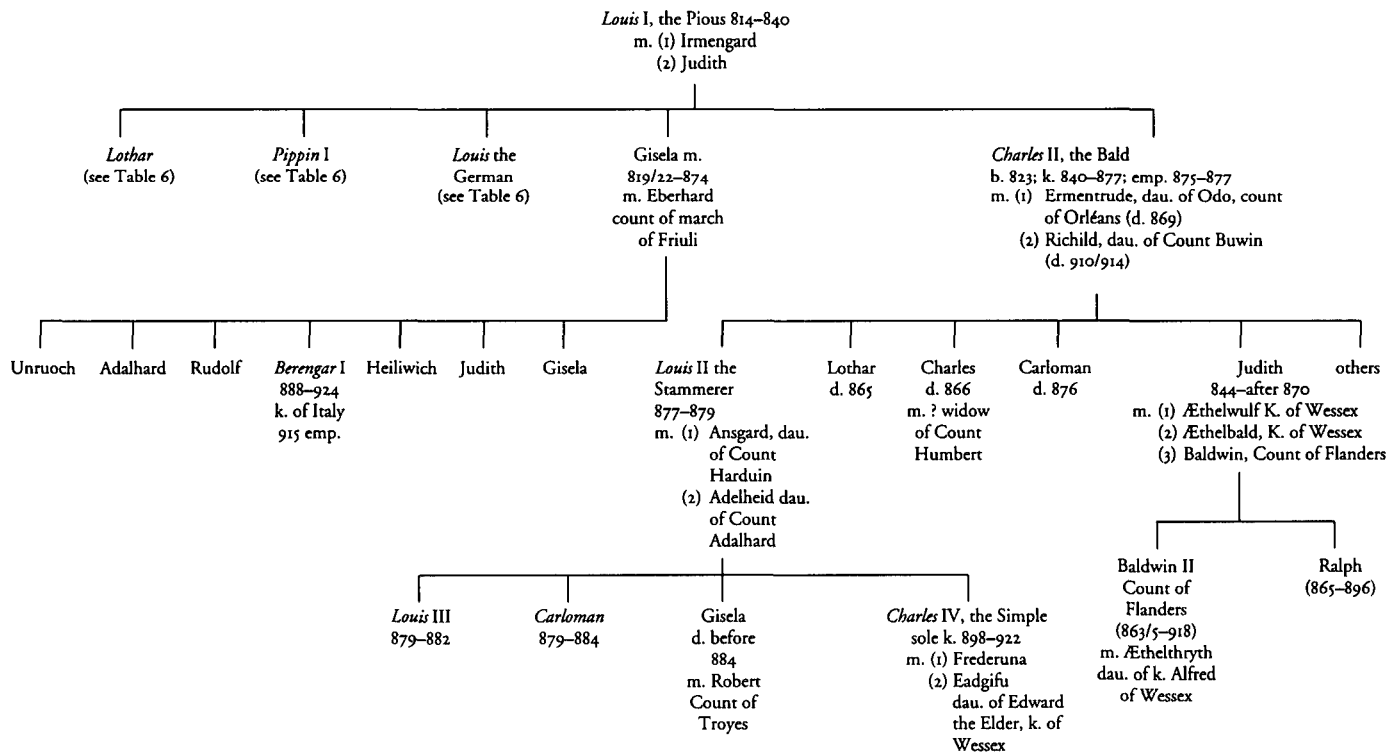 Louis I, the Pious 814–840
m. (1) Irmengard
(2) Judith
Lothar
(see Table 6)
Pippin I
(see Table 6)
Louis the
German
(see Table 6)
Gisela m.
819/22–874
m. Eberhard
count of march
of Friuli
Charles II, the Bald
b. 823; k. 840–877; emp. 875–877
m. (1) Ermentrude, dau. of Odo, count
of Orléans (d. 869)
(2) Richild, dau. of Count Buwin
(d. 910/914)
Unruoch
Adalhard
Rudolf
Berengar I
888–924
k. of Italy
915 emp.
Heiliwich
Judith
Gisela
Louis II the
Stammerer
877–879
m. (1) Ansgard, dau.
of Count
Harduin
(2) Adelheid dau.
of Count
Adalhard
Lothar
d. 865
Charles
d. 866
m. ? widow
of Count
Humbert
Carloman
d. 876
Judith
844–after 870
m. (1) Æthelwulf K. of Wessex
(2) Æthelbald, K. of Wessex
(3) Baldwin, Count of Flanders
others
Louis III
879–882
Carloman
879–884
Gisela
d. before
884
m. Robert
Count of
Troyes
Charles IV, the Simple
sole k. 898–922
m. (1) Frederuna
(2) Eadgifu
dau. of Edward
the Elder, k. of
Wessex
Baldwin II
Count of
Flanders
(863/5–918)
m. Æthelthryth
dau. of k. Alfred
of Wessex
Ralph
(865–896)